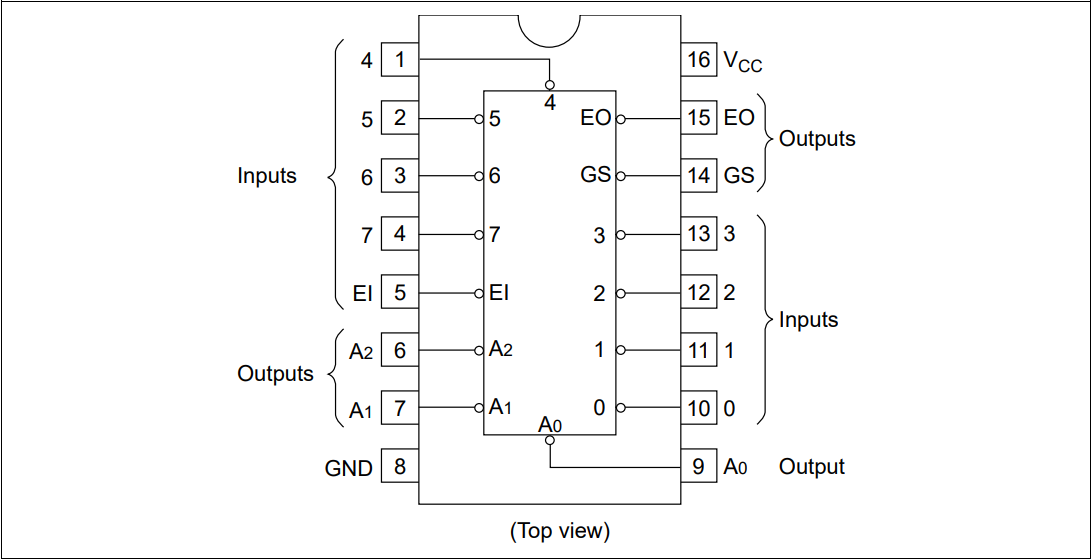 4 1 16 VCC
4
5 2 5 EO 15 EO
Outputs
Inputs 6 3 6 GS 14 GS
7 4 7 3 13 3
EI 5 EI 2 12 2
Inputs
A2 6 A2 1 11 1
Outputs
A1 7 A1 0 10 0
A0
GND 8 9 A0 Output
(Top view)